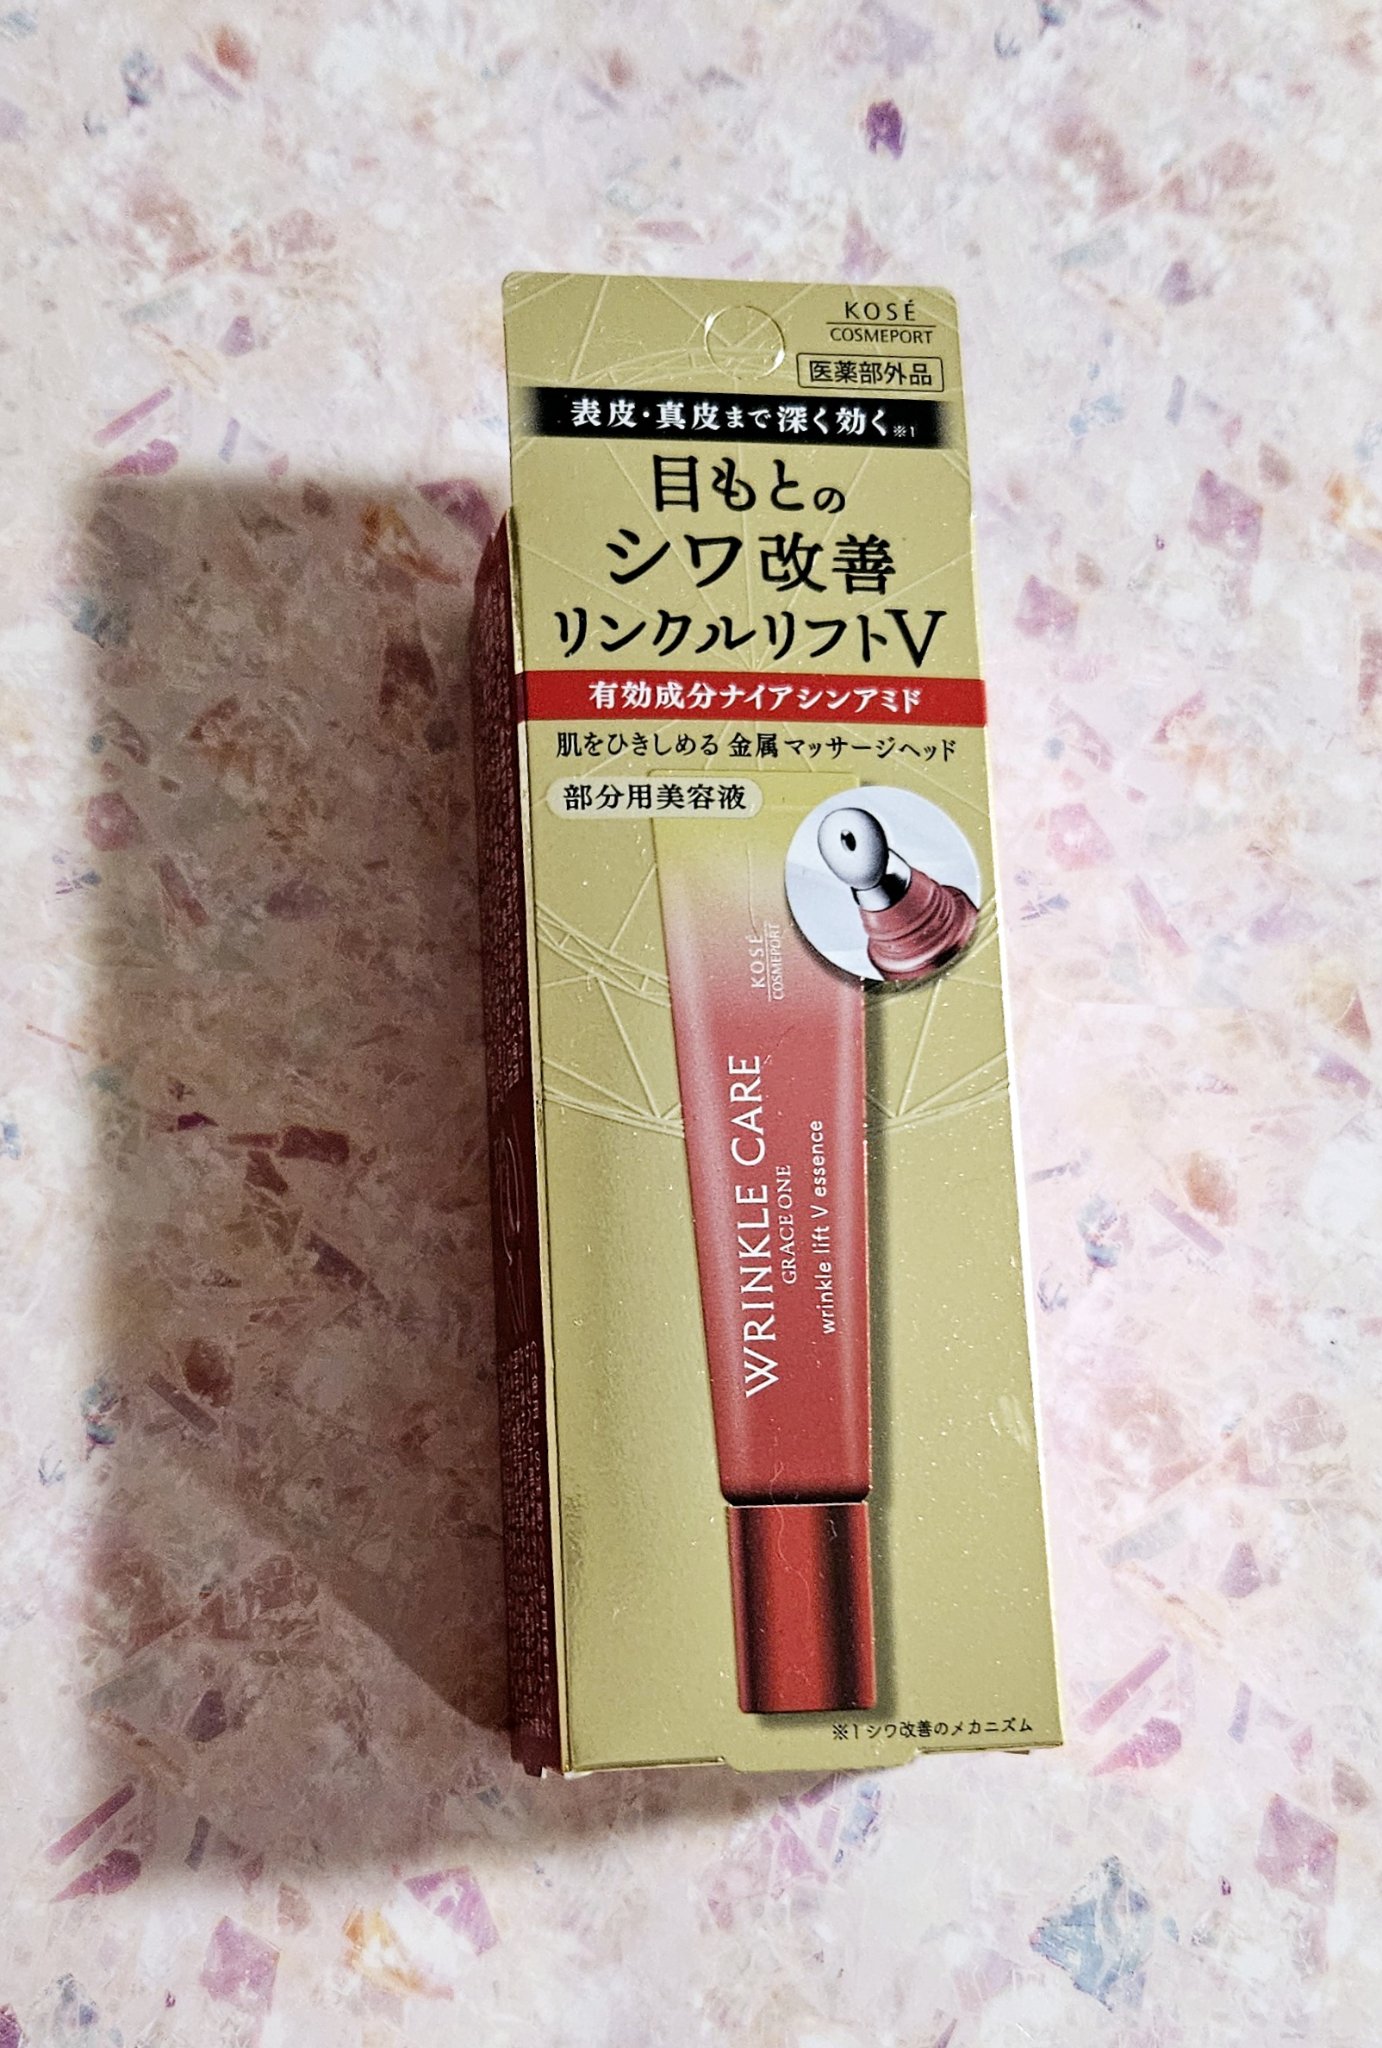 KOSÉ
COSMEPORT
医薬部外品
表皮・真皮まで深く効く※1
目もとの
シワ改善
リンクルリフトV
有効成分ナイアシンアミド
肌をひきしめる 金属マッサージヘッド
部分用美容液
KOSÉ
COSMEPORT
WRINKLE CARE
GRACE ONE
wrinkle lift V essence
※1 シワ改善のメカニズム